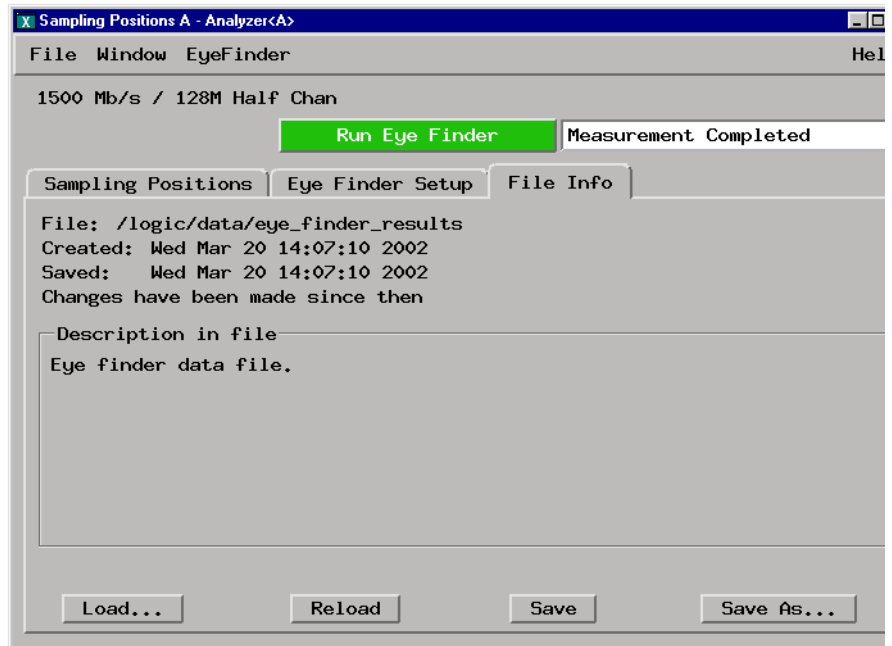 Sampling Positions A - Analyzer<A>
File Window EyeFinder Hel
1500 Mb/s / 128M Half Chan
Run Eye Finder Measurement Completed
Sampling Positions Eye Finder Setup File Info
File: /logic/data/eye_finder_results
Created: Wed Mar 20 14:07:10 2002
Saved: Wed Mar 20 14:07:10 2002
Changes have been made since then
Description in file
Eye finder data file.
Load... Reload Save Save As...